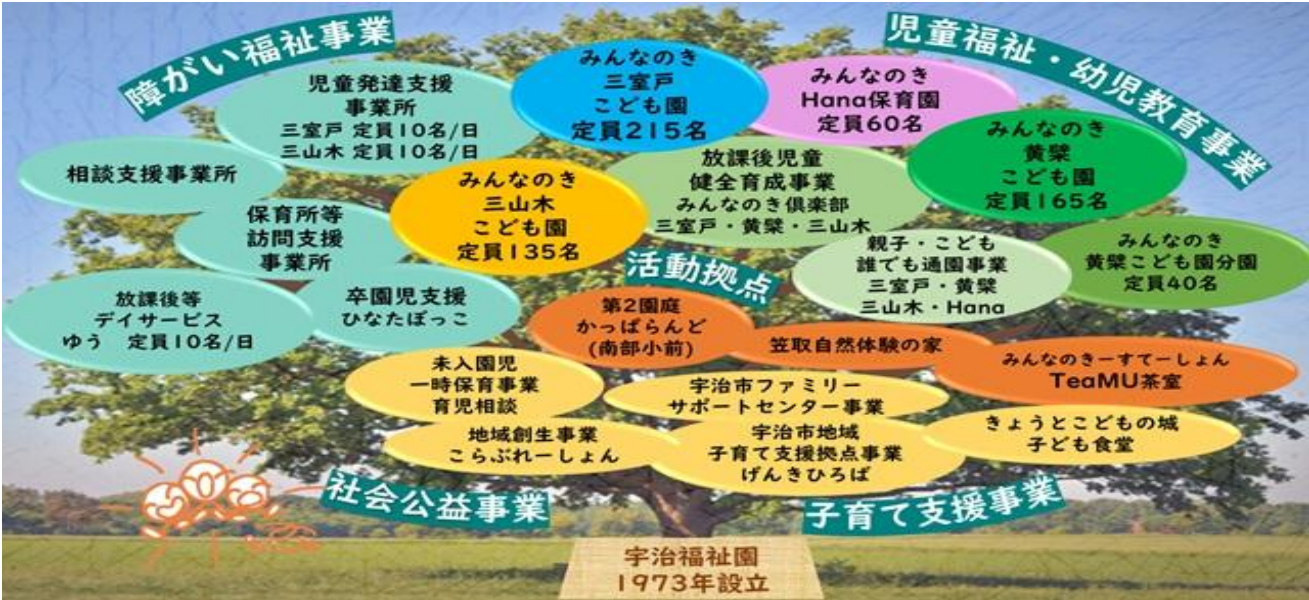 障がい福祉事業
児童福祉・幼児教育事業
児童発達支援
事業所
三室戸 定員10名/日
三山木 定員10名/日
みんなのき
三室戸
こども園
定員215名
みんなのき
Hana保育園
定員60名
みんなのき
黄檗
こども園
定員165名
相談支援事業所
みんなのき
三山木
こども園
定員135名
放課後児童
健全育成事業
みんなのき倶楽部
三室戸・黄檗・三山木
保育所等
訪問支援
事業所
親子・こども
誰でも通園事業
三室戸・黄檗
三山木・Hana
みんなのき
黄檗こども園分園
定員40名
活動拠点
放課後等
デイサービス
ゆう 定員10名/日
卒園児支援
ひなたぼっこ
第2園庭
かっぱらんど
(南部小前)
笠取自然体験の家
みんなのきーすてーしょん
TeaMU茶室
未入園児
一時保育事業
育児相談
宇治市ファミリー
サポートセンター事業
地域創生事業
こらぶれーしょん
宇治市地域
子育て支援拠点事業
げんきひろば
きょうとこどもの城
子ども食堂
社会公益事業
子育て支援事業
宇治福祉園
1973年設立